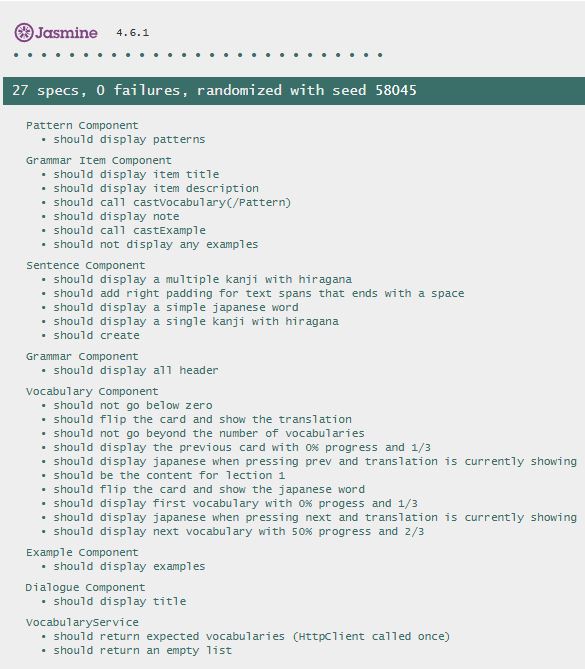 Jasmine 4.6.1
27 specs, 0 failures, randomized with seed 58045
Pattern Component
• should display patterns
Grammar Item Component
• should display item title
• should display item description
• should call castVocabulary(/Pattern)
• should display note
• should call castExample
• should not display any examples
Sentence Component
• should display a multiple kanji with hiragana
• should add right padding for text spans that ends with a space
• should display a simple japanese word
• should display a single kanji with hiragana
• should create
Grammar Component
• should display all header
Vocabulary Component
• should not go below zero
• should flip the card and show the translation
• should not go beyond the number of vocabularies
• should display the previous card with 0% progress and 1/3
• should display japanese when pressing prev and translation is currently showing
• should be the content for lection 1
• should flip the card and show the japanese word
• should display first vocabulary with 0% progess and 1/3
• should display japanese when pressing next and translation is currently showing
• should display next vocabulary with 50% progress and 2/3
Example Component
• should display examples
Dialogue Component
• should display title
VocabularyService
• should return expected vocabularies (HttpClient called once)
• should return an empty list